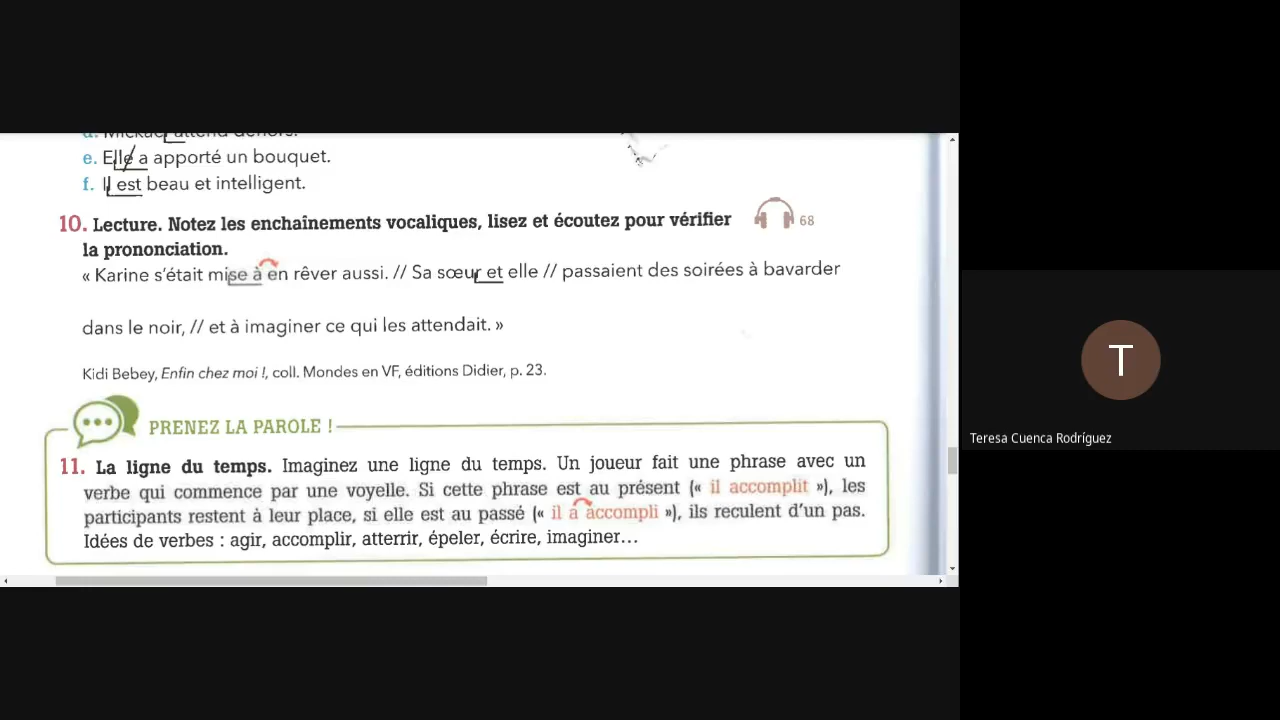 d. Mickaël attend dehors.
e. Elle a apporté un bouquet.
f. Il est beau et intelligent.
10. Lecture. Notez les enchaînements vocaliques, lisez et écoutez pour vérifier
68
la prononciation.
« Karine s'était mise à en rêver aussi. // Sa sœur et elle // passaient des soirées à bavarder
dans le noir, // et à imaginer ce qui les attendait. »
Kidi Bebey, Enfin chez moi !, coll. Mondes en VF, éditions Didier, p. 23.
PRENEZ LA PAROLE !
11. La ligne du temps. Imaginez une ligne du temps. Un joueur fait une phrase avec un
verbe qui commence par une voyelle. Si cette phrase est au présent (« il accomplit »), les
participants restent à leur place, si elle est au passé (« il a accompli »), ils reculent d'un pas.
Idées de verbes : agir, accomplir, atterrir, épeler, écrire, imaginer...
T
Teresa Cuenca Rodríguez